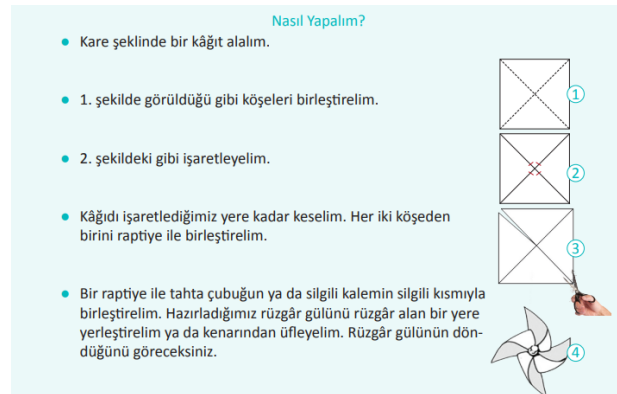 Nasıl Yapalım?
• Kare şeklinde bir kâğıt alalım.
• 1. şekilde görüldüğü gibi köşeleri birleştirelim.
1
• 2. şekildeki gibi işaretleyelim.
2
• Kâğıdı işaretlediğimiz yere kadar keselim. Her iki köşeden
birini raptiye ile birleştirelim.
3
• Bir raptiye ile tahta çubuğun ya da silgili kalemin silgili kısmıyla
birleştirelim. Hazırladığımız rüzgâr gülünü rüzgâr alan bir yere
yerleştirelim ya da kenarından üfleyelim. Rüzgâr gülünün dön-
düğünü göreceksiniz.
4